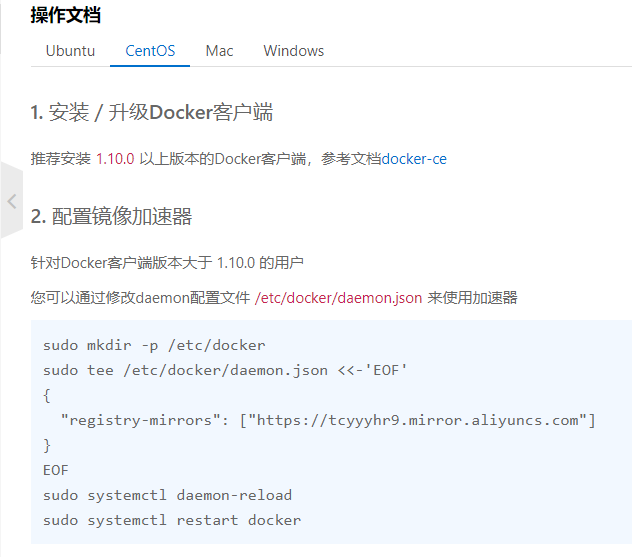 操作文档
Ubuntu CentOS Mac Windows
1. 安装 / 升级Docker客户端
推荐安装 1.10.0 以上版本的Docker客户端，参考文档docker-ce
2. 配置镜像加速器
针对Docker客户端版本大于 1.10.0 的用户
您可以通过修改daemon配置文件 /etc/docker/daemon.json 来使用加速器
sudo mkdir -p /etc/docker
sudo tee /etc/docker/daemon.json <<-'EOF'
{
  "registry-mirrors": ["https://tcyyyhr9.mirror.aliyuncs.com"]
}
EOF
sudo systemctl daemon-reload
sudo systemctl restart docker